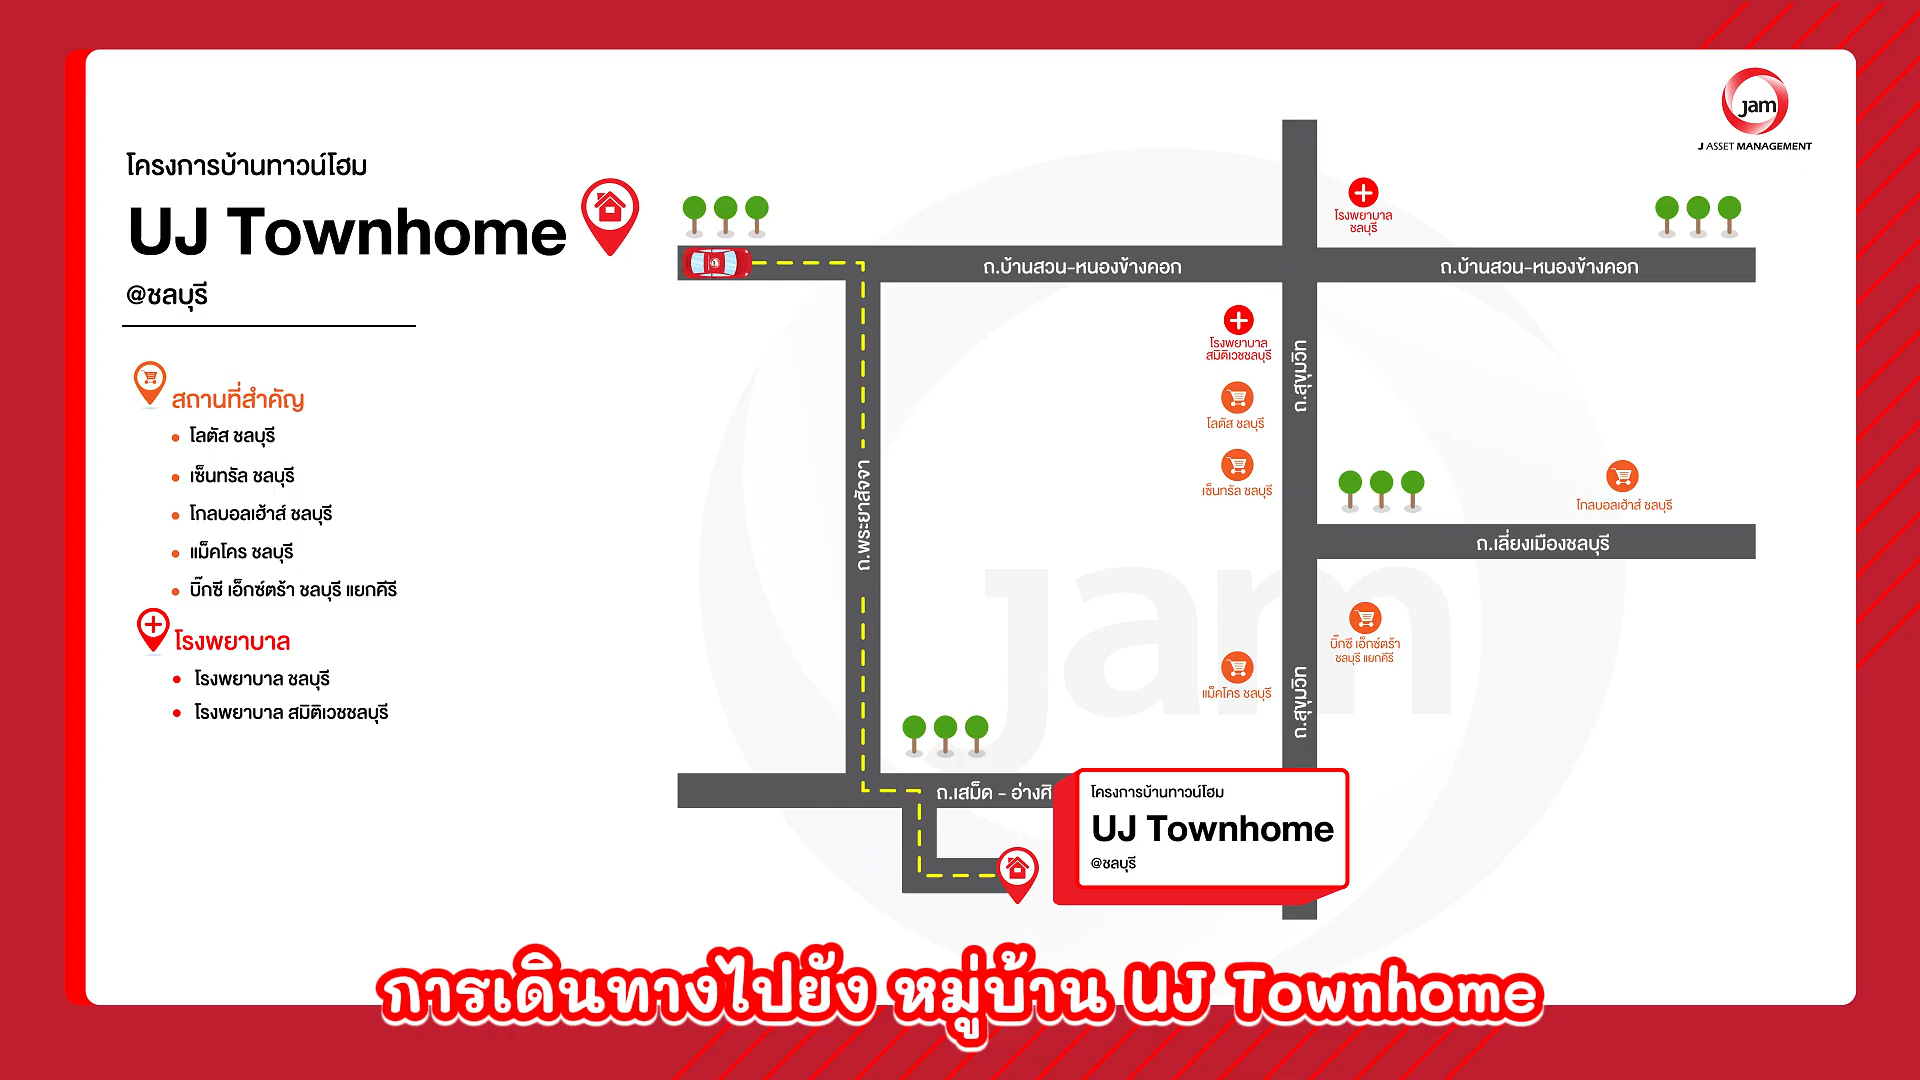 โครงการบ้านทาวน์โฮม
UJ Townhome
@ชลบุรี
สถานที่สำคัญ
โลตัส ชลบุรี
เซ็นทรัล ชลบุรี
โกลบอลเฮ้าส์ ชลบุรี
แม็คโคร ชลบุรี
บิ๊กซี เอ็กซ์ตร้า ชลบุรี แยกคีรี
โรงพยาบาล
โรงพยาบาล ชลบุรี
โรงพยาบาล สมิติเวชชลบุรี
jam
J ASSET MANAGEMENT
โรงพยาบาล
ชลบุรี
ถ.บ้านสวน-หนองข้างคอก
ถ.บ้านสวน-หนองข้างคอก
โรงพยาบาล
สมิติเวชชลบุรี
ถ.สุขุมวิท
โลตัส ชลบุรี
เซ็นทรัล ชลบุรี
โกลบอลเฮ้าส์ ชลบุรี
ถ.พระยาสัจจา
ถ.เลี่ยงเมืองชลบุรี
jam
บิ๊กซี เอ็กซ์ตร้า
ชลบุรี แยกคีรี
แม็คโคร ชลบุรี
ถ.สุขุมวิท
ถ.เสม็ด - อ่างศิ
โครงการบ้านทาวน์โฮม
UJ Townhome
@ชลบุรี
การเดินทางไปยัง หมู่บ้าน UJ Townhome